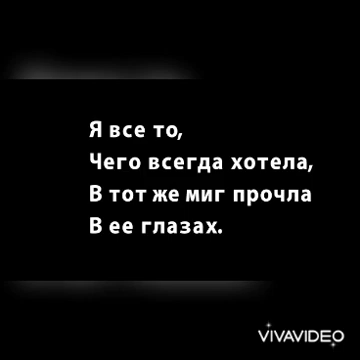 Я все то,
Чего всегда хотела,
В тот же миг прочла
В ее глазах.
VIVAVIDEO